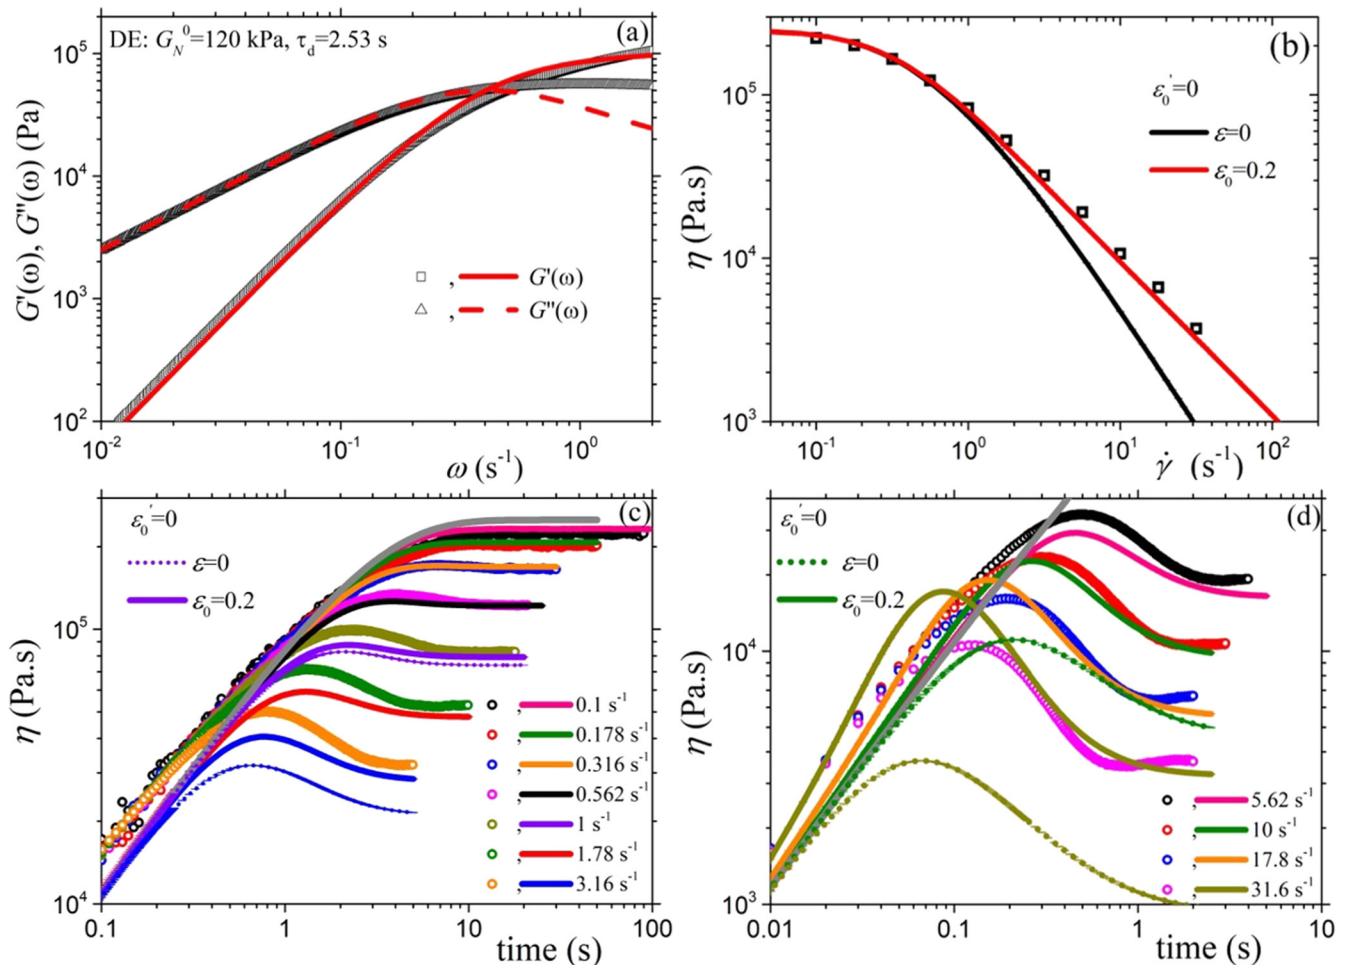 DE: G_N^0=120 kPa, τ_d=2.53 s
(a)
G'(ω), G''(ω) (Pa)
10^5
10^4
10^3
10^2
□ , G'(ω)
△ , G''(ω)
10^-2
10^-1
10^0
ω (s^-1)
(b)
ε_0'=0
ε=0
ε_0=0.2
η (Pa.s)
10^5
10^4
10^3
10^-1
10^0
10^1
10^2
γ̇ (s^-1)
(c)
ε_0'=0
ε=0
ε_0=0.2
η (Pa.s)
10^5
10^4
, 0.1 s^-1
, 0.178 s^-1
, 0.316 s^-1
, 0.562 s^-1
, 1 s^-1
, 1.78 s^-1
, 3.16 s^-1
0.1
1
10
100
time (s)
(d)
ε_0'=0
ε=0
ε_0=0.2
η (Pa.s)
10^4
10^3
, 5.62 s^-1
, 10 s^-1
, 17.8 s^-1
, 31.6 s^-1
0.01
0.1
1
10
time (s)